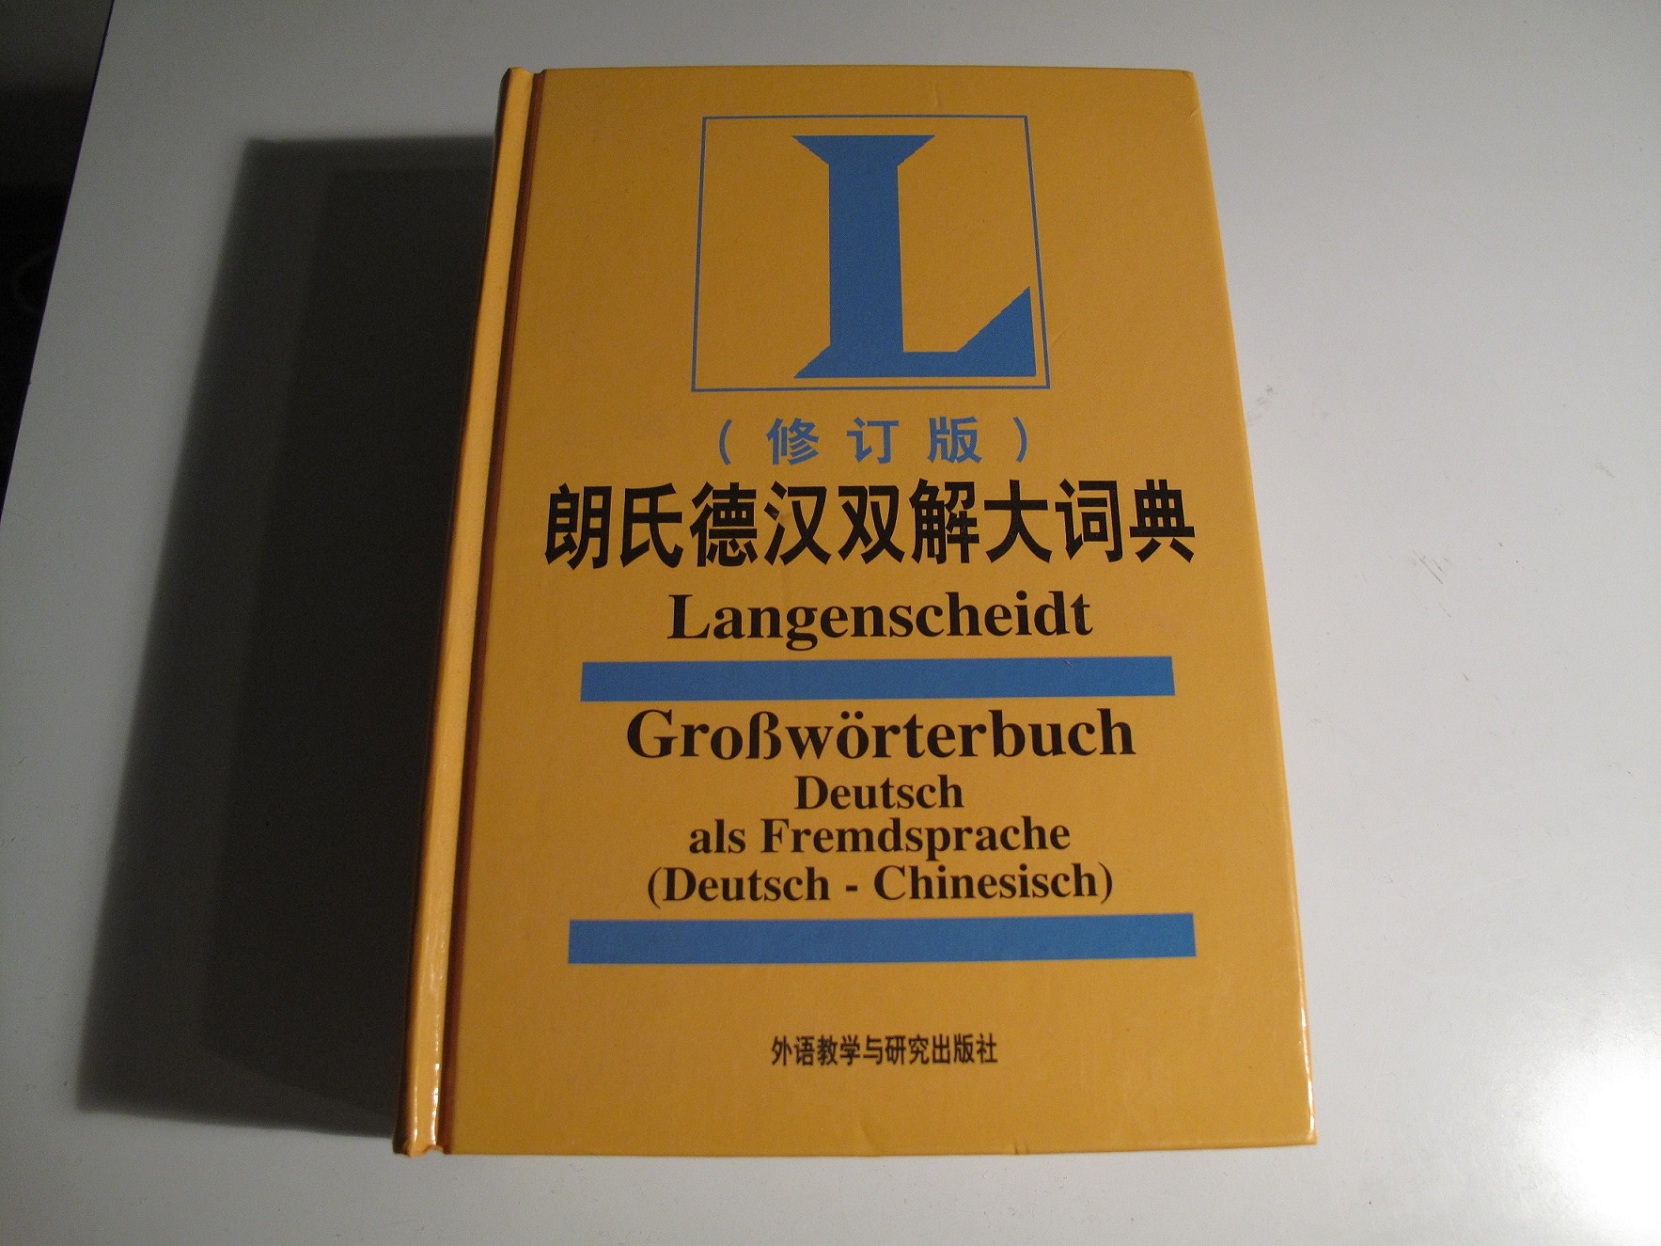 L
(修订版)
朗氏德汉双解大词典
Langenscheidt
Großwörterbuch
Deutsch
als Fremdsprache
(Deutsch - Chinesisch)
外语教学与研究出版社